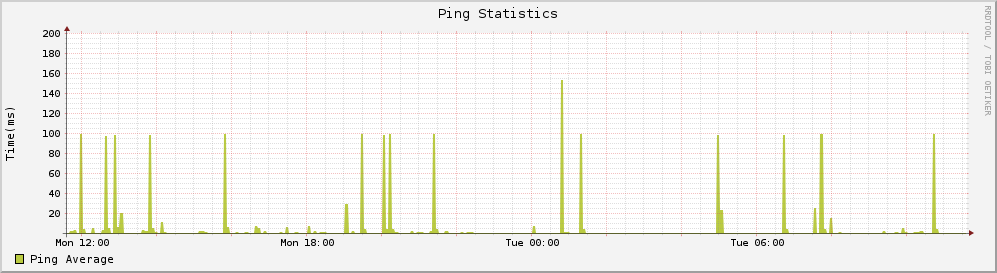 Ping Statistics
RRDTOOL / TOBI OETIKER
Time(ms)
200
180
160
140
120
100
80
60
40
20
Mon 12:00 Mon 18:00 Tue 00:00 Tue 06:00
Ping Average